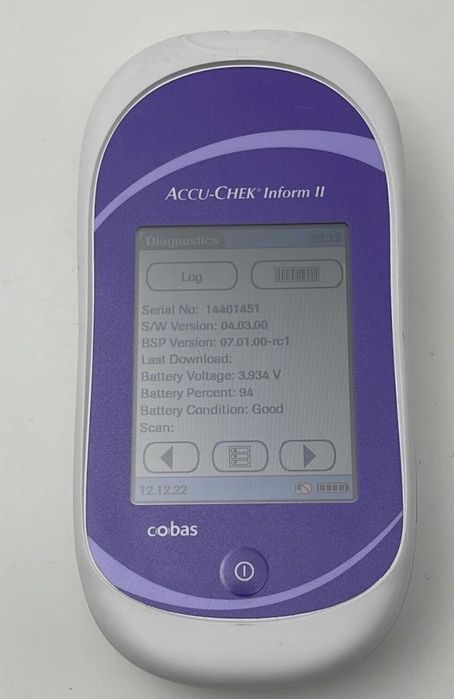 ACCU-CHEK® Inform II
Diagnostics 23:12
Log
Serial No: 14401451
S/W Version: 04.03.00
BSP Version: 07.01.00-rc1
Last Download:
Battery Voltage: 3.934 V
Battery Percent: 94
Battery Condition: Good
Scan:
12.12.22
cobas